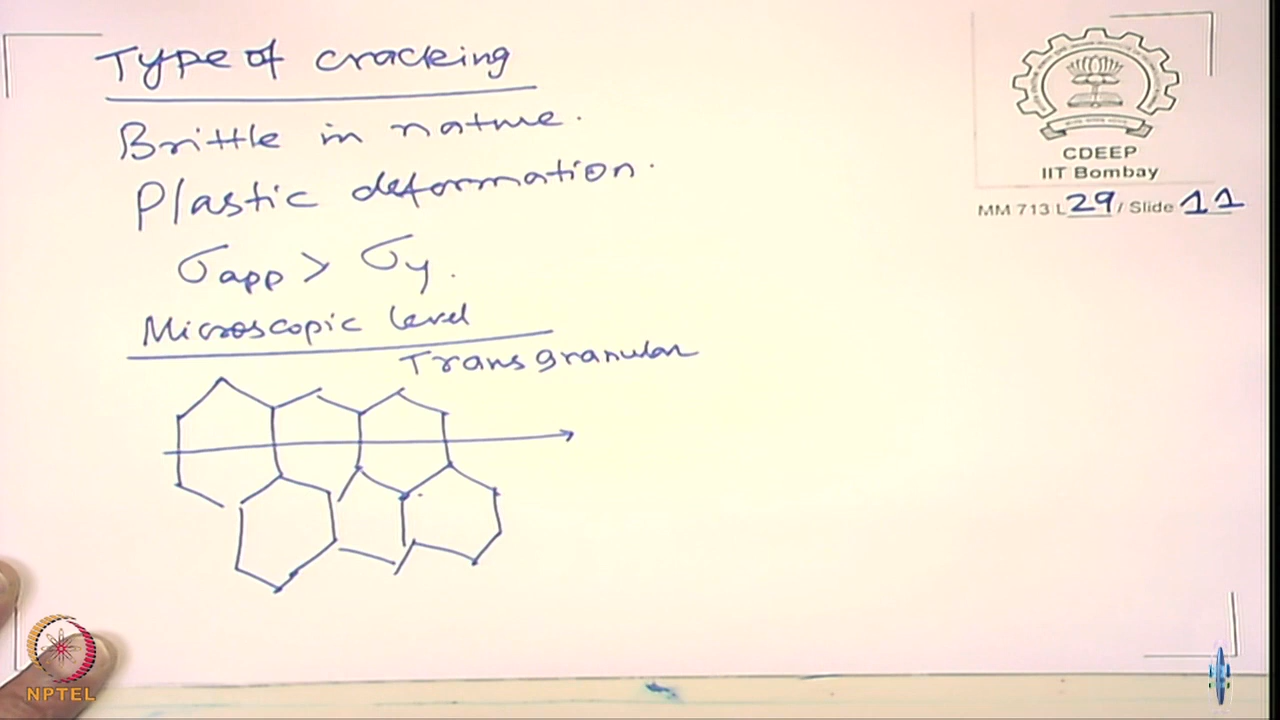 Type of cracking
Brittle in nature.
Plastic deformation.
σapp > σy.
Microscopic level
Transgranular
CDEEP
IIT Bombay
MM 713 L 29 / Slide 11
NPTEL